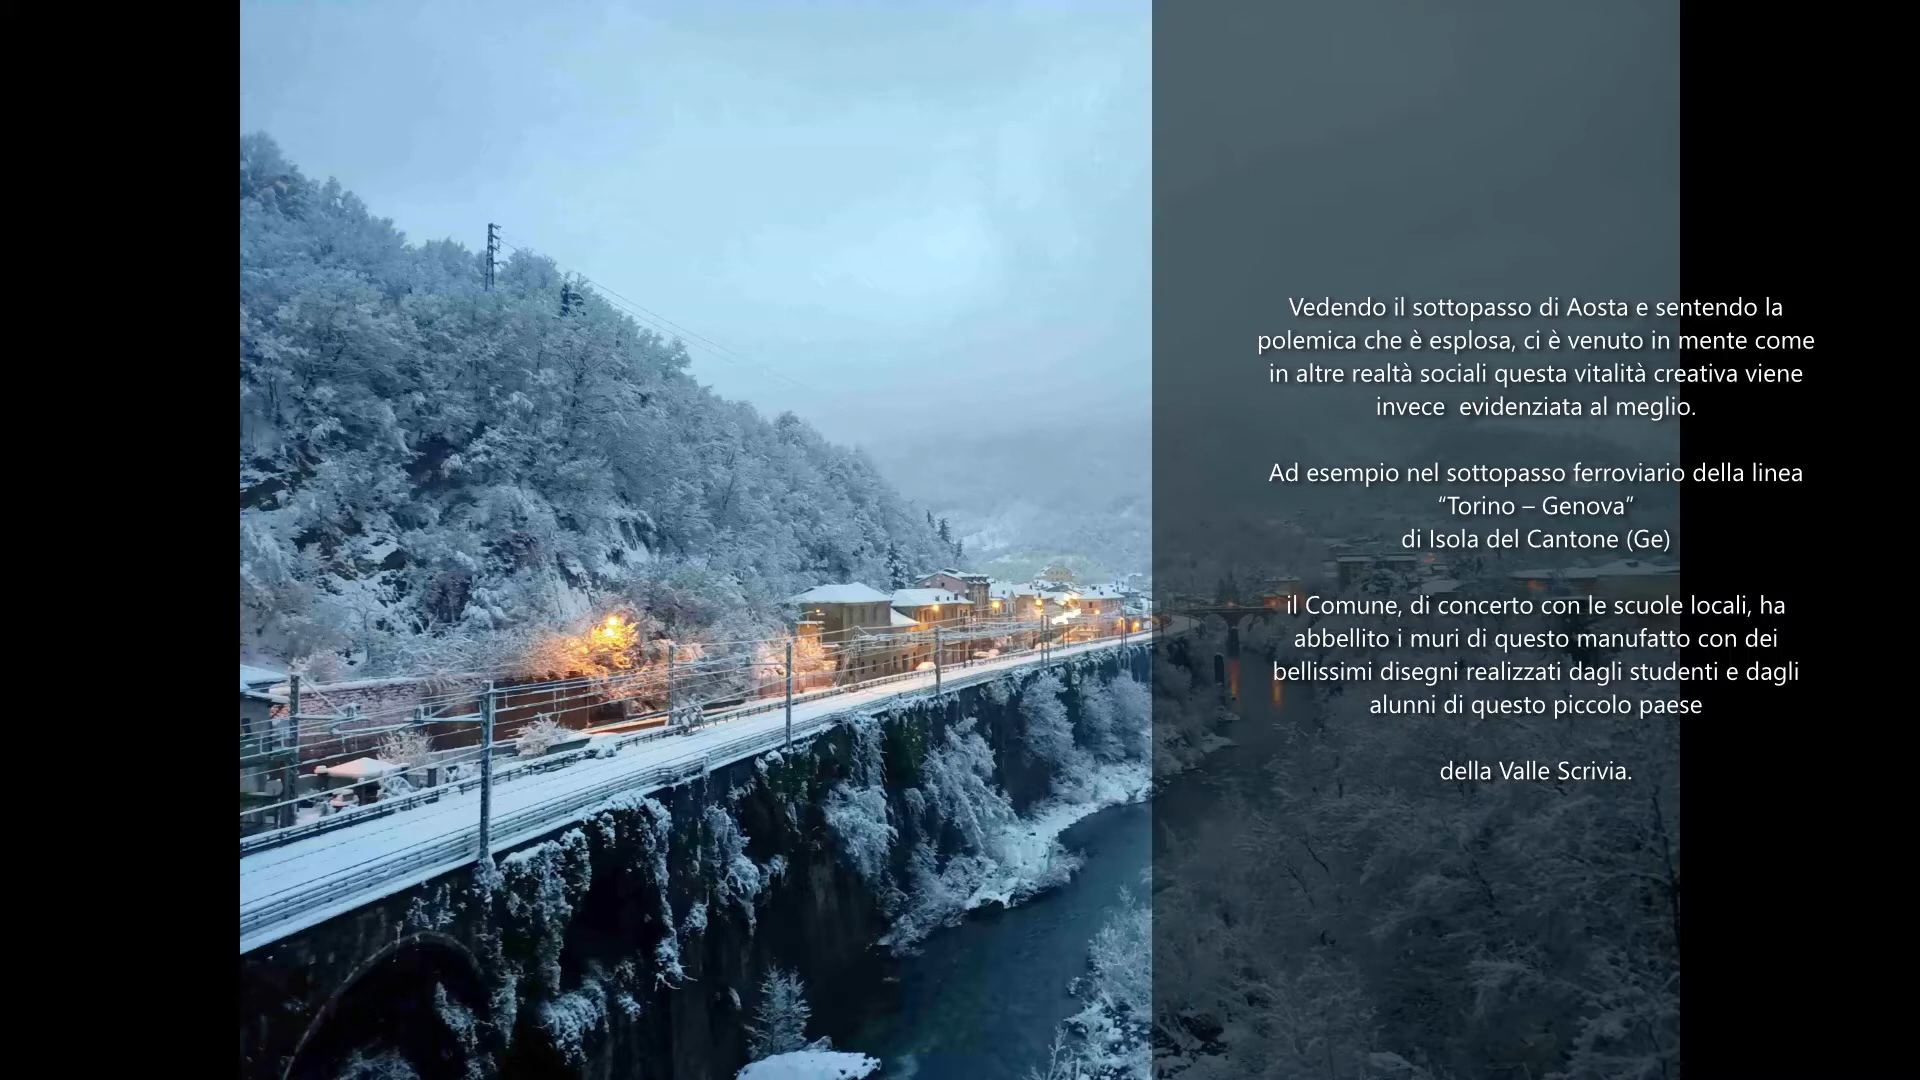 Vedendo il sottopasso di Aosta e sentendo la
polemica che è esplosa, ci è venuto in mente come
in altre realtà sociali questa vitalità creativa viene
invece  evidenziata al meglio.
Ad esempio nel sottopasso ferroviario della linea
“Torino – Genova”
di Isola del Cantone (Ge)
il Comune, di concerto con le scuole locali, ha
abbellito i muri di questo manufatto con dei
bellissimi disegni realizzati dagli studenti e dagli
alunni di questo piccolo paese
della Valle Scrivia.